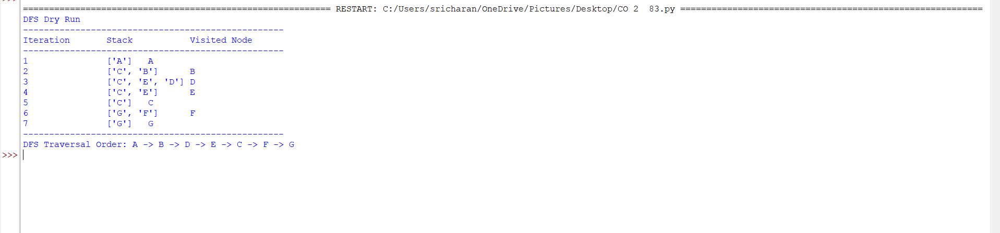 >>>
=========================================================== RESTART: C:/Users/sricharan/OneDrive/Pictures/Desktop/CO 2  83.py ==========================================================
DFS Dry Run
--------------------------------------------------
Iteration       Stack           Visited Node
--------------------------------------------------
1               ['A']   A
2               ['C', 'B']      B
3               ['C', 'E', 'D'] D
4               ['C', 'E']      E
5               ['C']   C
6               ['G', 'F']      F
7               ['G']   G
--------------------------------------------------
DFS Traversal Order: A -> B -> D -> E -> C -> F -> G
>>>